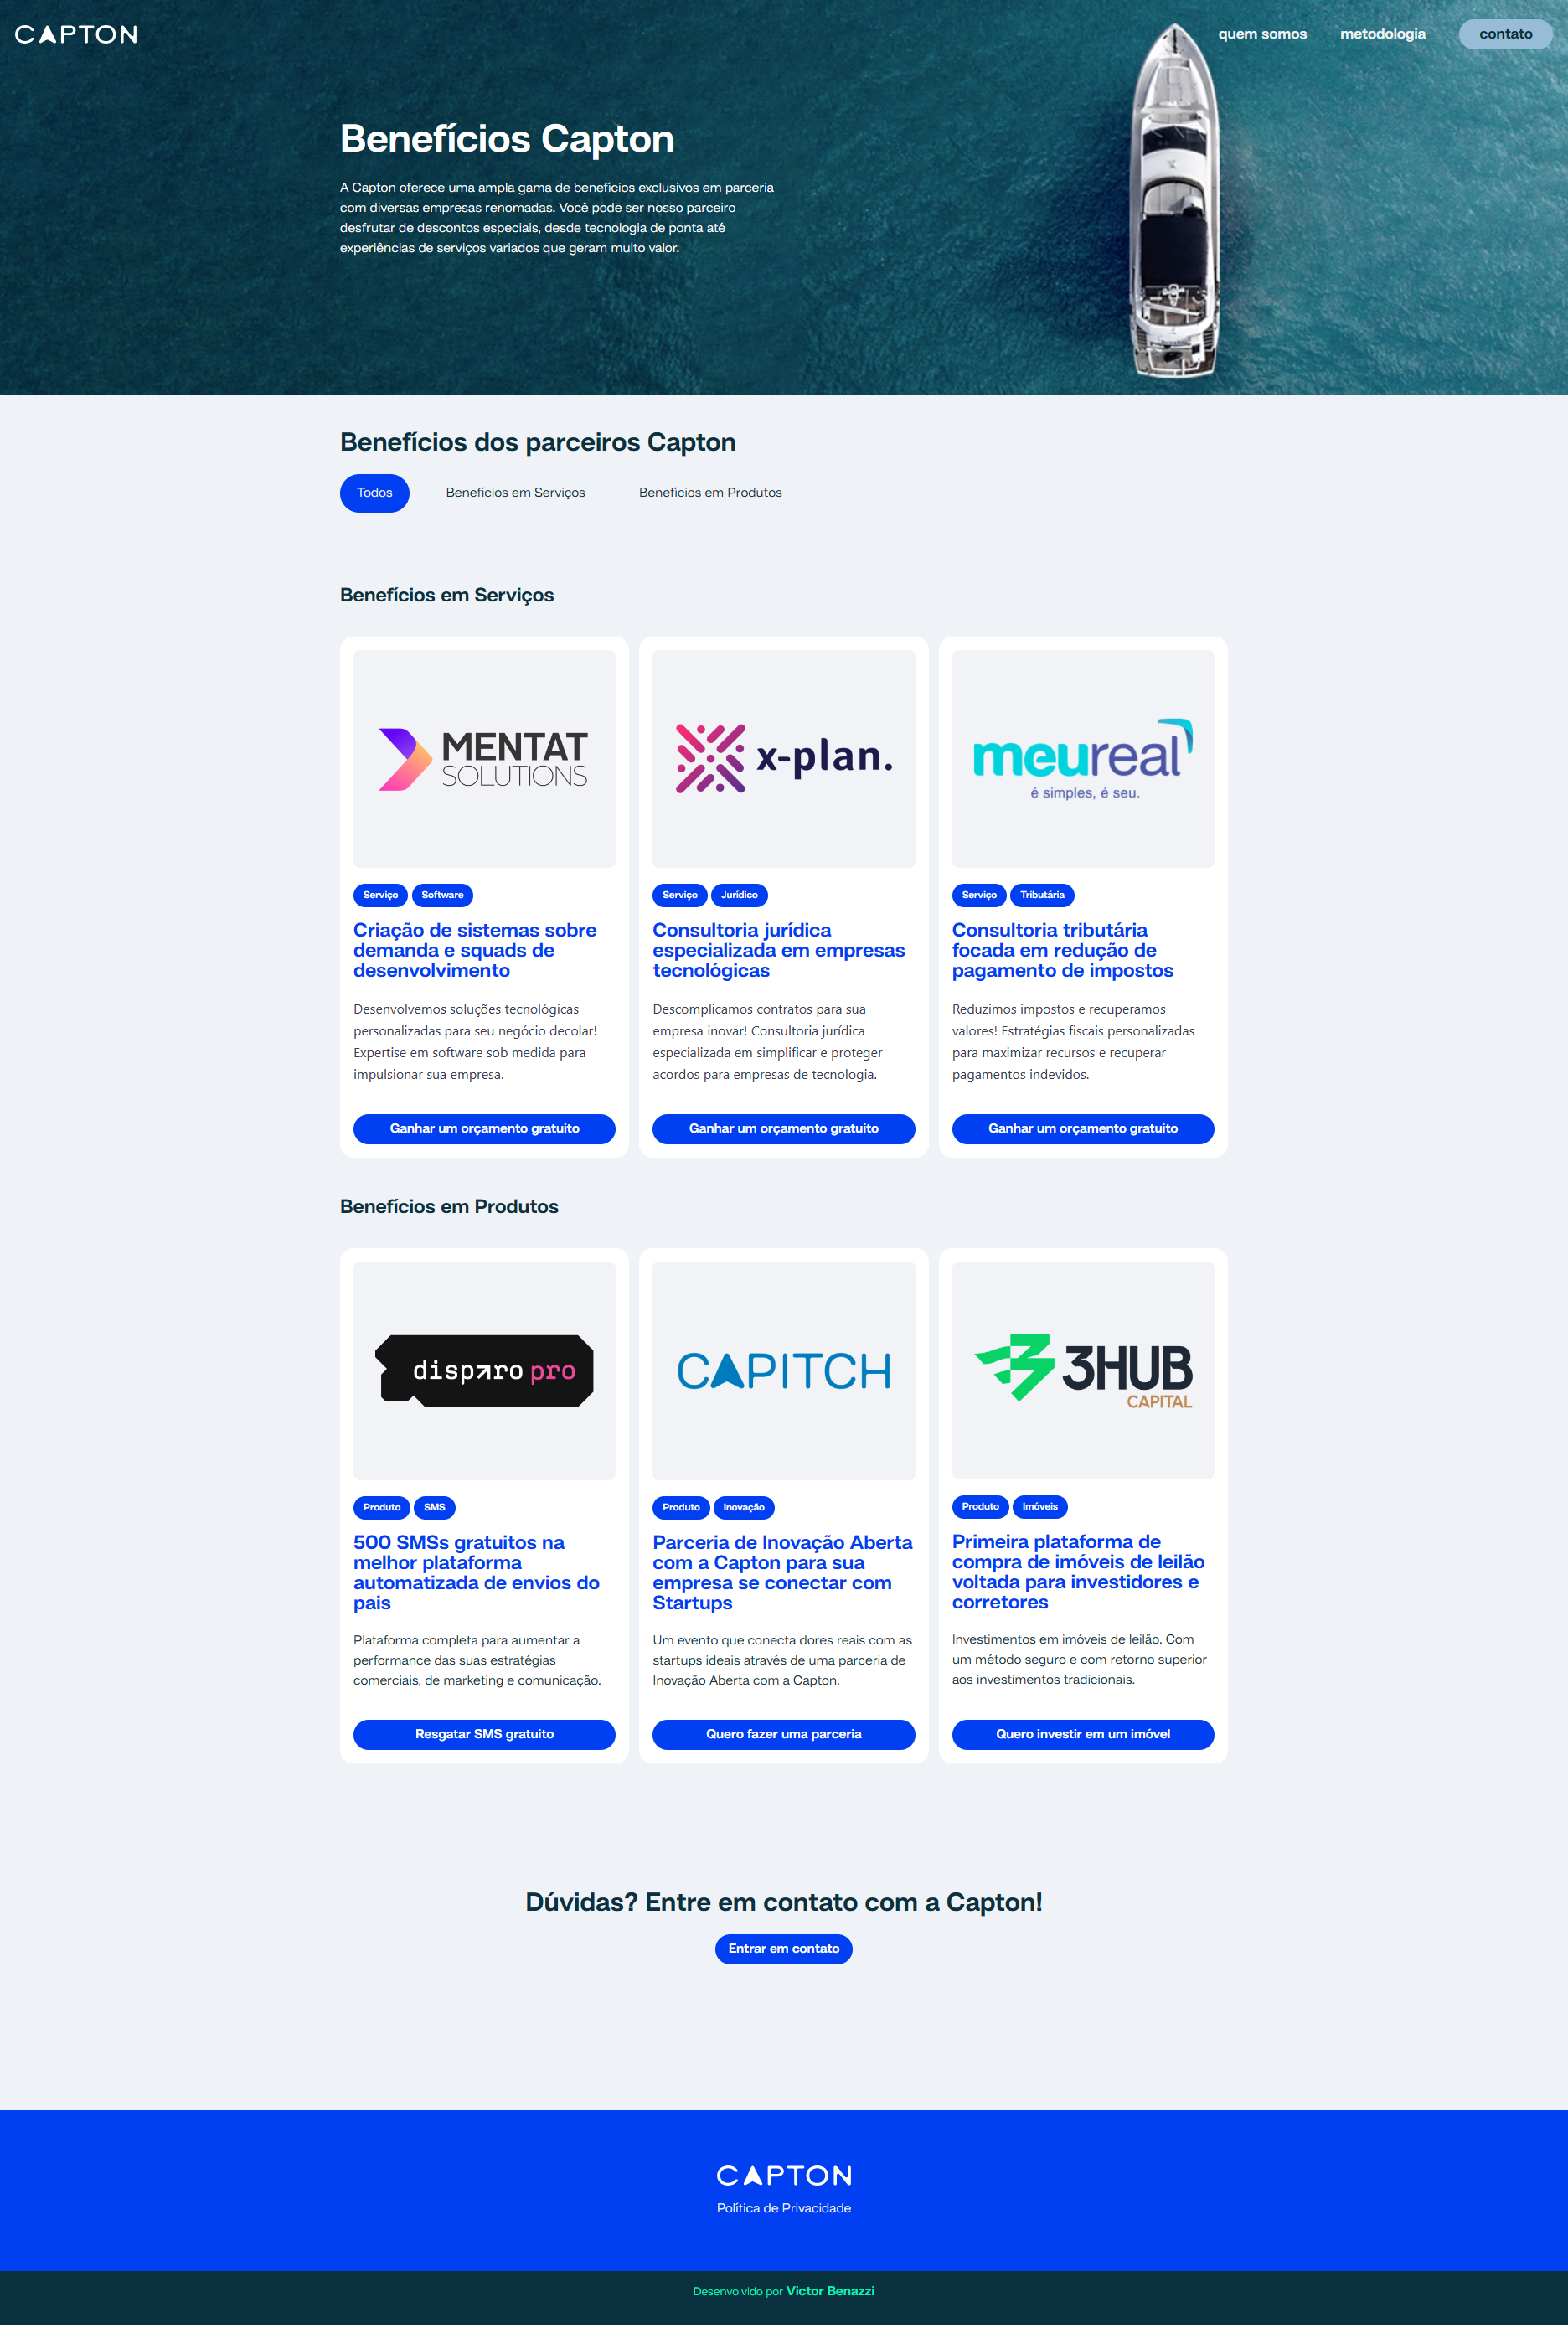 CAPTON
quem somos metodologia contato
Benefícios Capton
A Capton oferece uma ampla gama de benefícios exclusivos em parceria
com diversas empresas renomadas. Você pode ser nosso parceiro
desfrutar de descontos especiais, desde tecnologia de ponta até
experiências de serviços variados que geram muito valor.
Benefícios dos parceiros Capton
Todos Benefícios em Serviços Benefícios em Produtos
Benefícios em Serviços
MENTAT
SOLUTIONS
Serviço Software
Criação de sistemas sobre
demanda e squads de
desenvolvimento
Desenvolvemos soluções tecnológicas
personalizadas para seu negócio decolar!
Expertise em software sob medida para
impulsionar sua empresa.
Ganhar um orçamento gratuito
x-plan.
Serviço Jurídico
Consultoria jurídica
especializada em empresas
tecnológicas
Descomplicamos contratos para sua
empresa inovar! Consultoria jurídica
especializada em simplificar e proteger
acordos para empresas de tecnologia.
Ganhar um orçamento gratuito
meureal
é simples, é seu.
Serviço Tributária
Consultoria tributária
focada em redução de
pagamento de impostos
Reduzimos impostos e recuperamos
valores! Estratégias fiscais personalizadas
para maximizar recursos e recuperar
pagamentos indevidos.
Ganhar um orçamento gratuito
Benefícios em Produtos
disparo pro
Produto SMS
500 SMSs gratuitos na
melhor plataforma
automatizada de envios do
pais
Plataforma completa para aumentar a
performance das suas estratégias
comerciais, de marketing e comunicação.
Resgatar SMS gratuito
CAPITCH
Produto Inovação
Parceria de Inovação Aberta
com a Capton para sua
empresa se conectar com
Startups
Um evento que conecta dores reais com as
startups ideais através de uma parceria de
Inovação Aberta com a Capton.
Quero fazer uma parceria
3HUB
CAPITAL
Produto Imóveis
Primeira plataforma de
compra de imóveis de leilão
voltada para investidores e
corretores
Investimentos em imóveis de leilão. Com
um método seguro e com retorno superior
aos investimentos tradicionais.
Quero investir em um imóvel
Dúvidas? Entre em contato com a Capton!
Entrar em contato
CAPTON
Política de Privacidade
Desenvolvido por Victor Benazzi